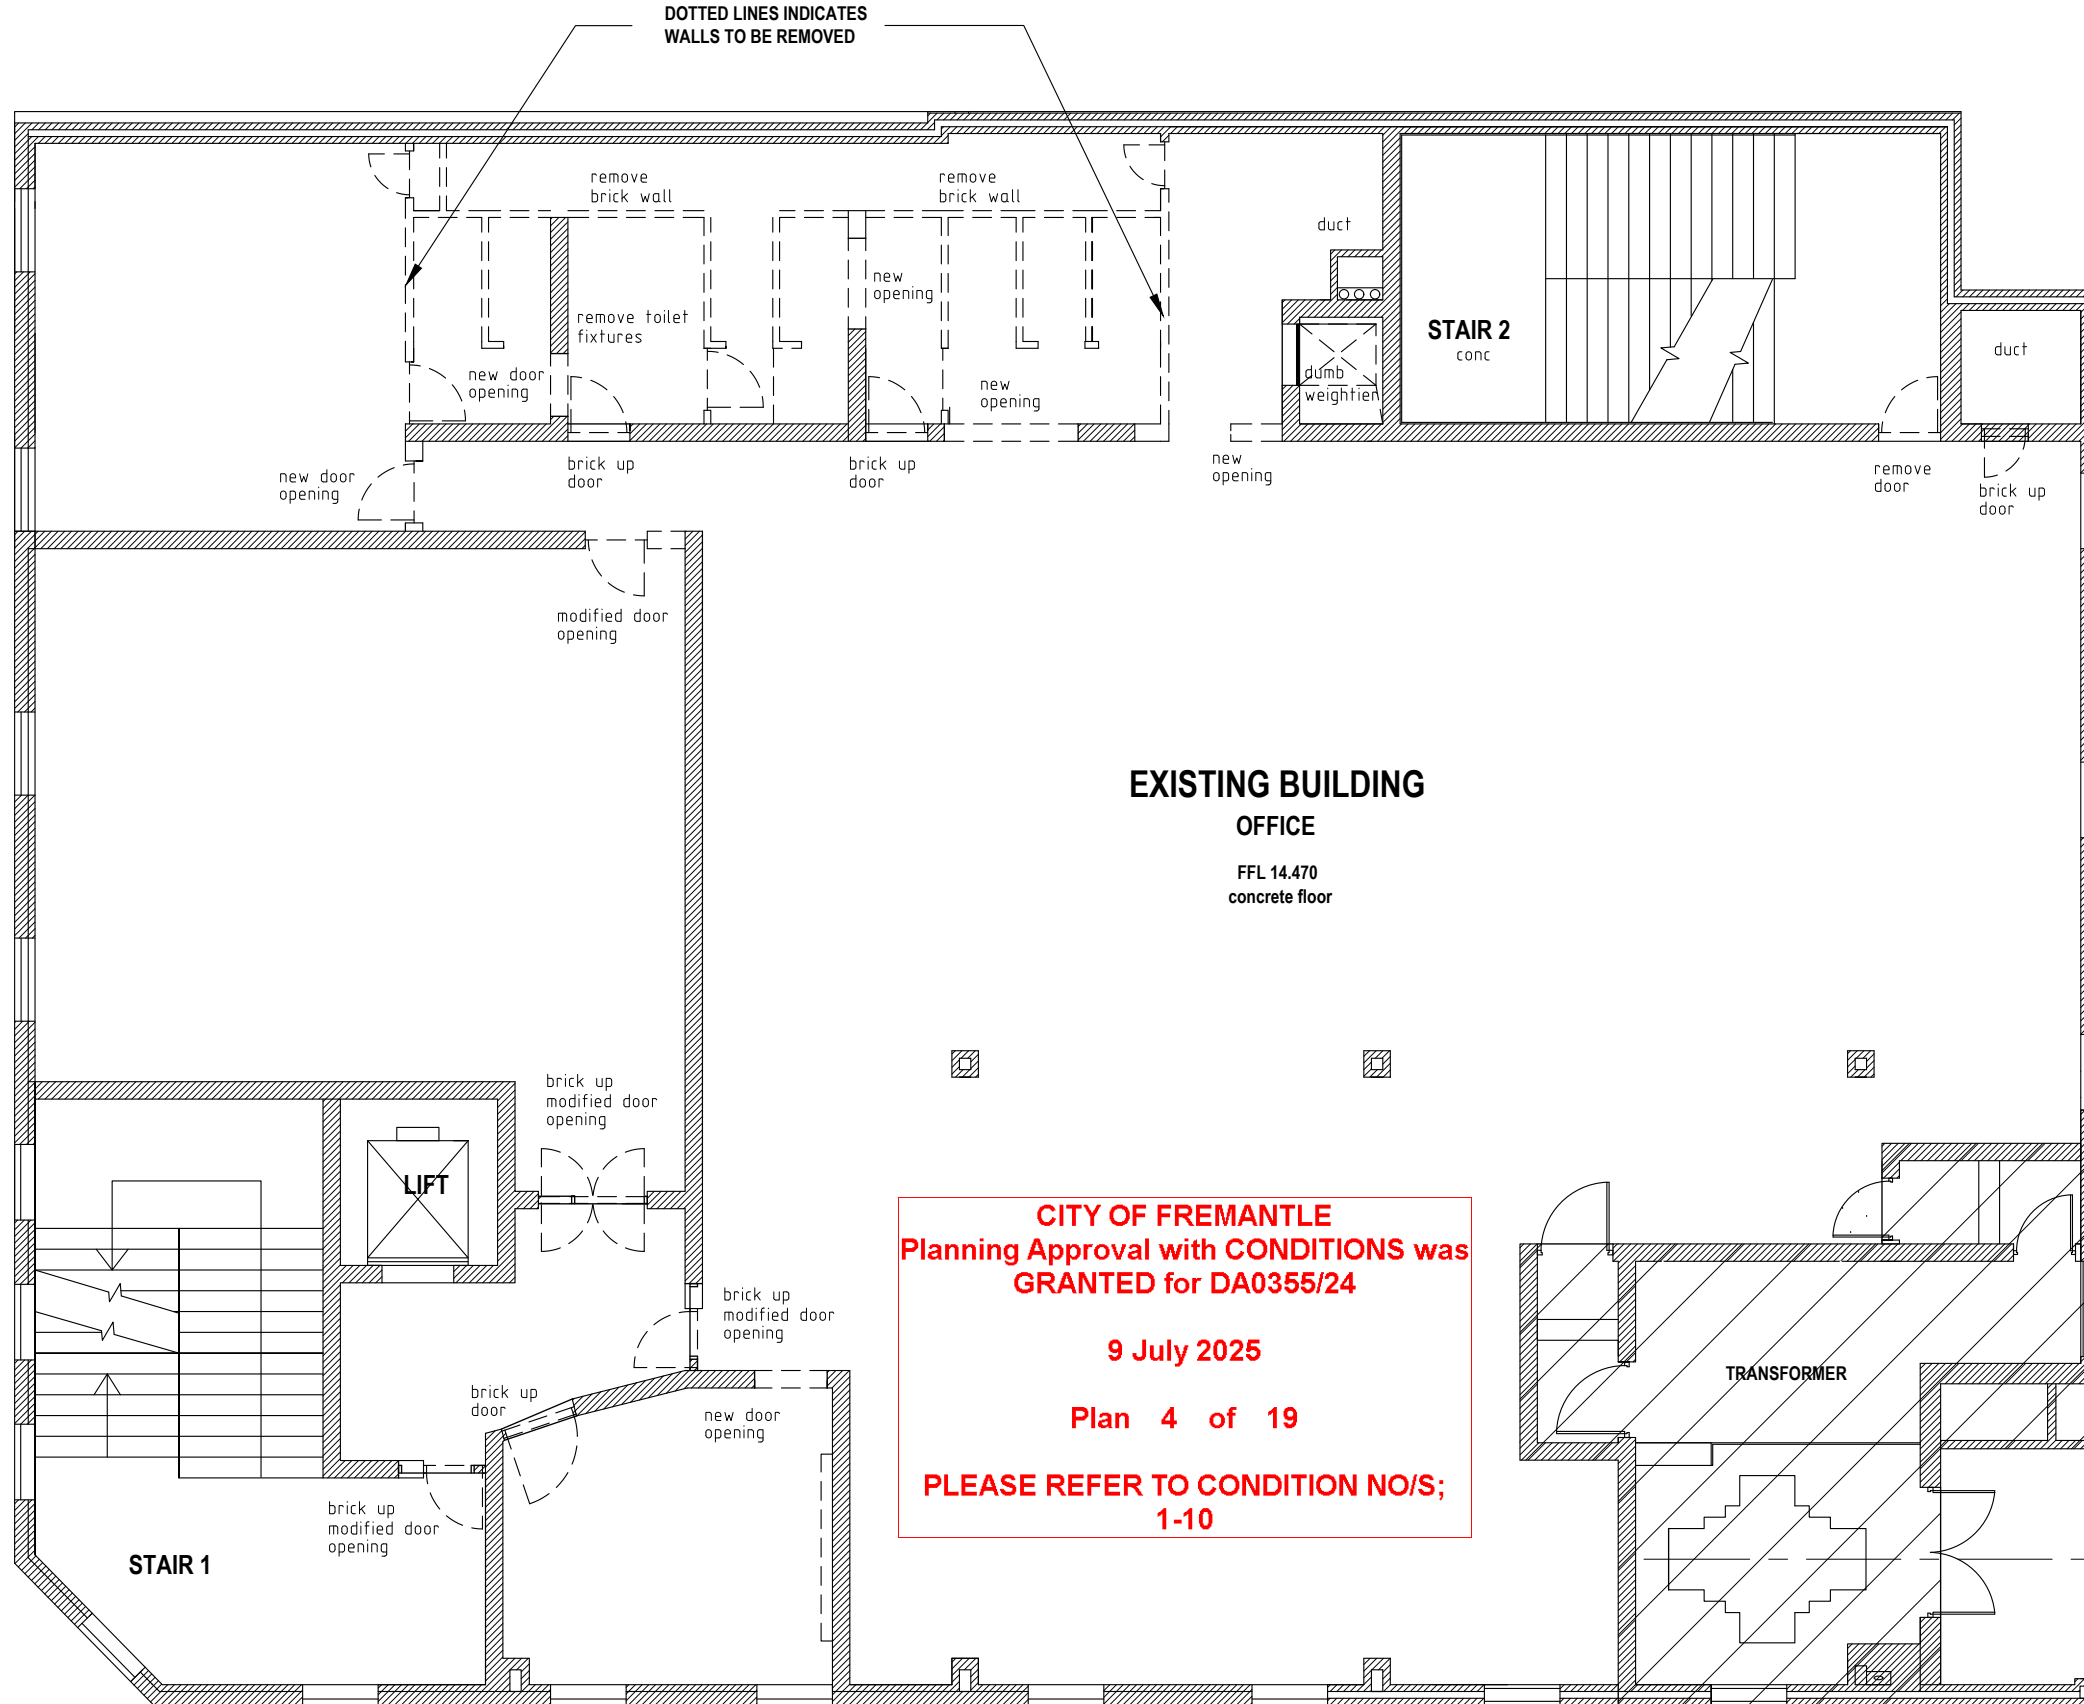 DOTTED LINES INDICATES
WALLS TO BE REMOVED
remove
brick wall
remove
brick wall
duct
new
opening
remove toilet
fixtures
STAIR 2
conc
duct
new door
opening
new
opening
dumb
weightier
new door
opening
brick up
door
brick up
door
new
opening
remove
door
brick up
door
modified door
opening
EXISTING BUILDING
OFFICE
FFL 14.470
concrete floor
brick up
modified door
opening
LIFT
CITY OF FREMANTLE
Planning Approval with CONDITIONS was
GRANTED for DA0355/24
9 July 2025
Plan 4 of 19
PLEASE REFER TO CONDITION NO/S;
1-10
brick up
modified door
opening
TRANSFORMER
brick up
door
new door
opening
brick up
modified door
opening
STAIR 1